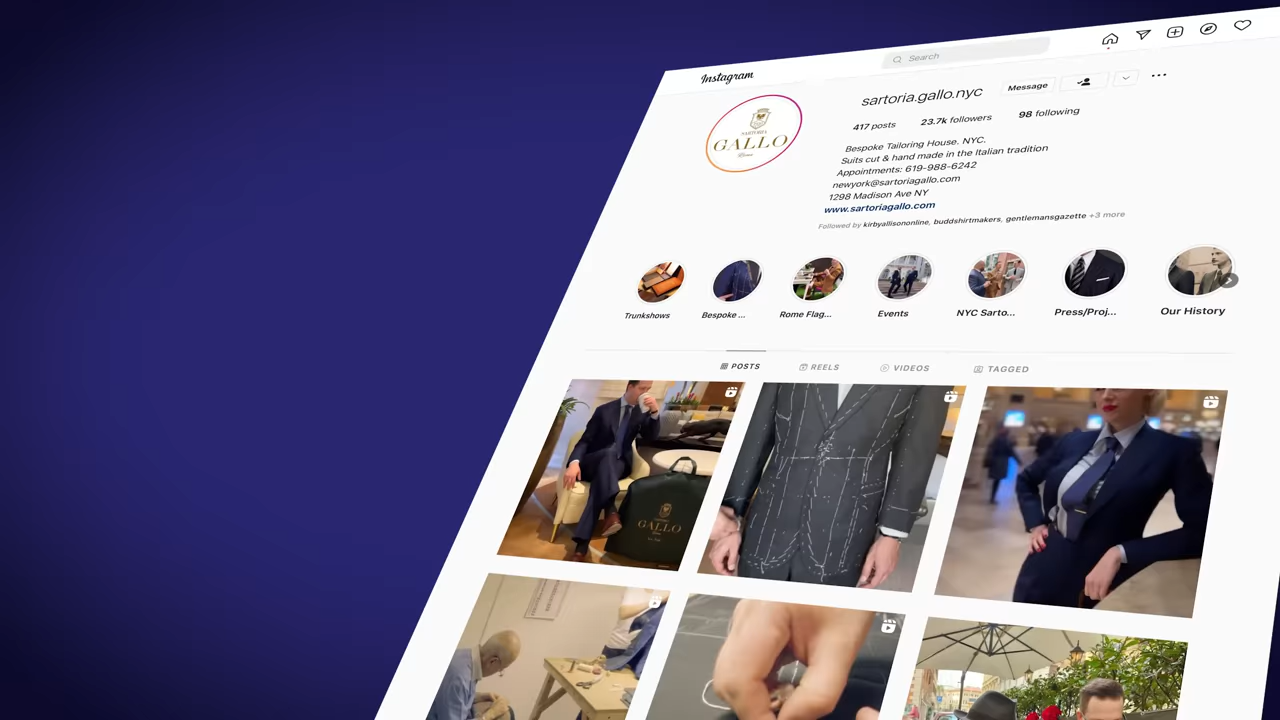 Instagram
Search
sartoria.gallo.nyc
Message
417 posts 23.7k followers 98 following
Bespoke Tailoring House. NYC.
Suits cut & hand made in the Italian tradition
Appointments: 619-988-6242
newyork@sartoriagallo.com
1298 Madison Ave NY
www.sartoriagallo.com
Followed by kirbyallisononline, buddshirtmakers, gentlemansgazette +3 more
SARTORIA
GALLO
Roma
Trunkshows Bespoke ... Rome Flag... Events NYC Sarto... Press/Proj... Our History
POSTS REELS VIDEOS TAGGED
GALLO